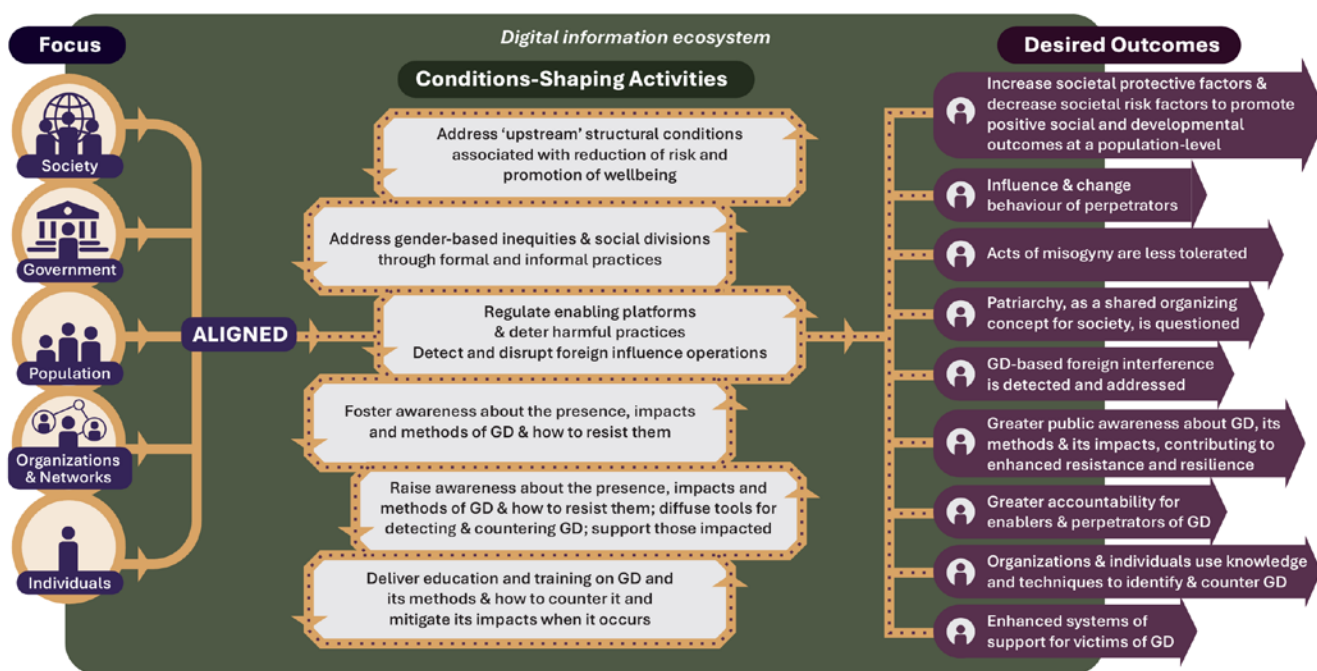 Digital information ecosystem
Focus
Society
Government
Population
Organizations
& Networks
Individuals
ALIGNED
Conditions-Shaping Activities
Address ‘upstream’ structural conditions
associated with reduction of risk and
promotion of wellbeing
Address gender-based inequities & social divisions
through formal and informal practices
Regulate enabling platforms
& deter harmful practices
Detect and disrupt foreign influence operations
Foster awareness about the presence, impacts
and methods of GD & how to resist them
Raise awareness about the presence, impacts and
methods of GD & how to resist them; diffuse tools for
detecting & countering GD; support those impacted
Deliver education and training on GD and
its methods & how to counter it and
mitigate its impacts when it occurs
Desired Outcomes
Increase societal protective factors &
decrease societal risk factors to promote
positive social and developmental
outcomes at a population-level
Influence & change
behaviour of perpetrators
Acts of misogyny are less tolerated
Patriarchy, as a shared organizing
concept for society, is questioned
GD-based foreign interference
is detected and addressed
Greater public awareness about GD, its
methods & its impacts, contributing to
enhanced resistance and resilience
Greater accountability for
enablers & perpetrators of GD
Organizations & individuals use knowledge
and techniques to identify & counter GD
Enhanced systems of
support for victims of GD